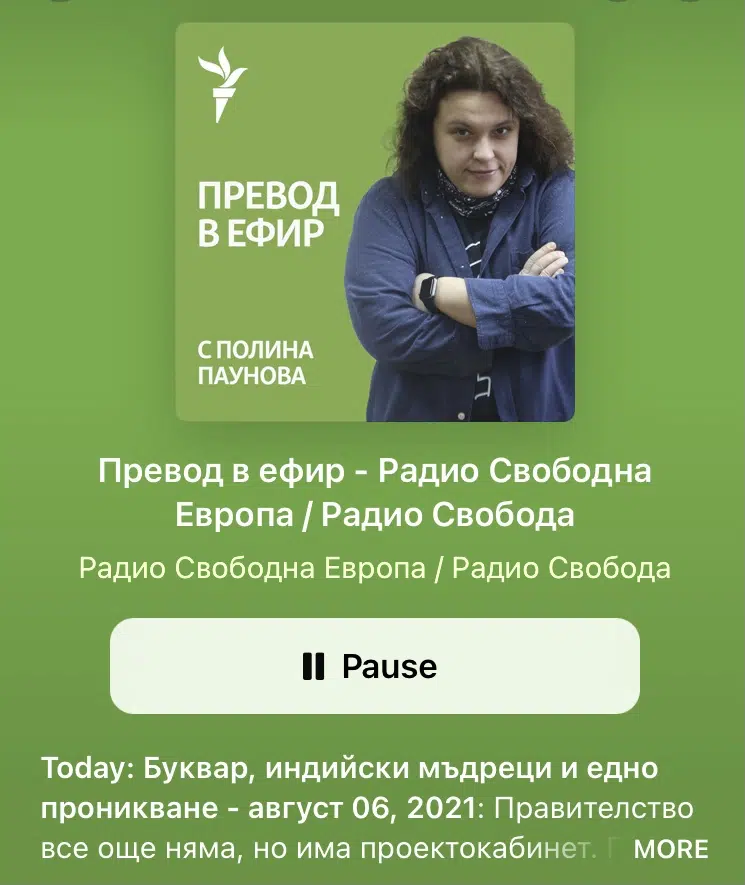 ПРЕВОД
В ЕФИР
С ПОЛИНА
ПАУНОВА
Превод в ефир - Радио Свободна
Европа / Радио Свобода
Радио Свободна Европа / Радио Свобода
Pause
Today: Буквар, индийски мъдреци и едно
проникване - август 06, 2021: Правителство
все още няма, но има проектокабинет. MORE